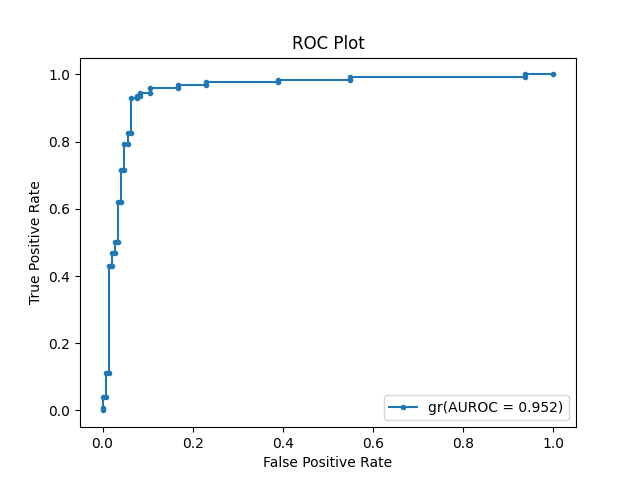 ROC Plot
True Positive Rate
1.0
0.8
0.6
0.4
0.2
0.0
0.0 0.2 0.4 0.6 0.8 1.0
False Positive Rate
gr(AUROC = 0.952)